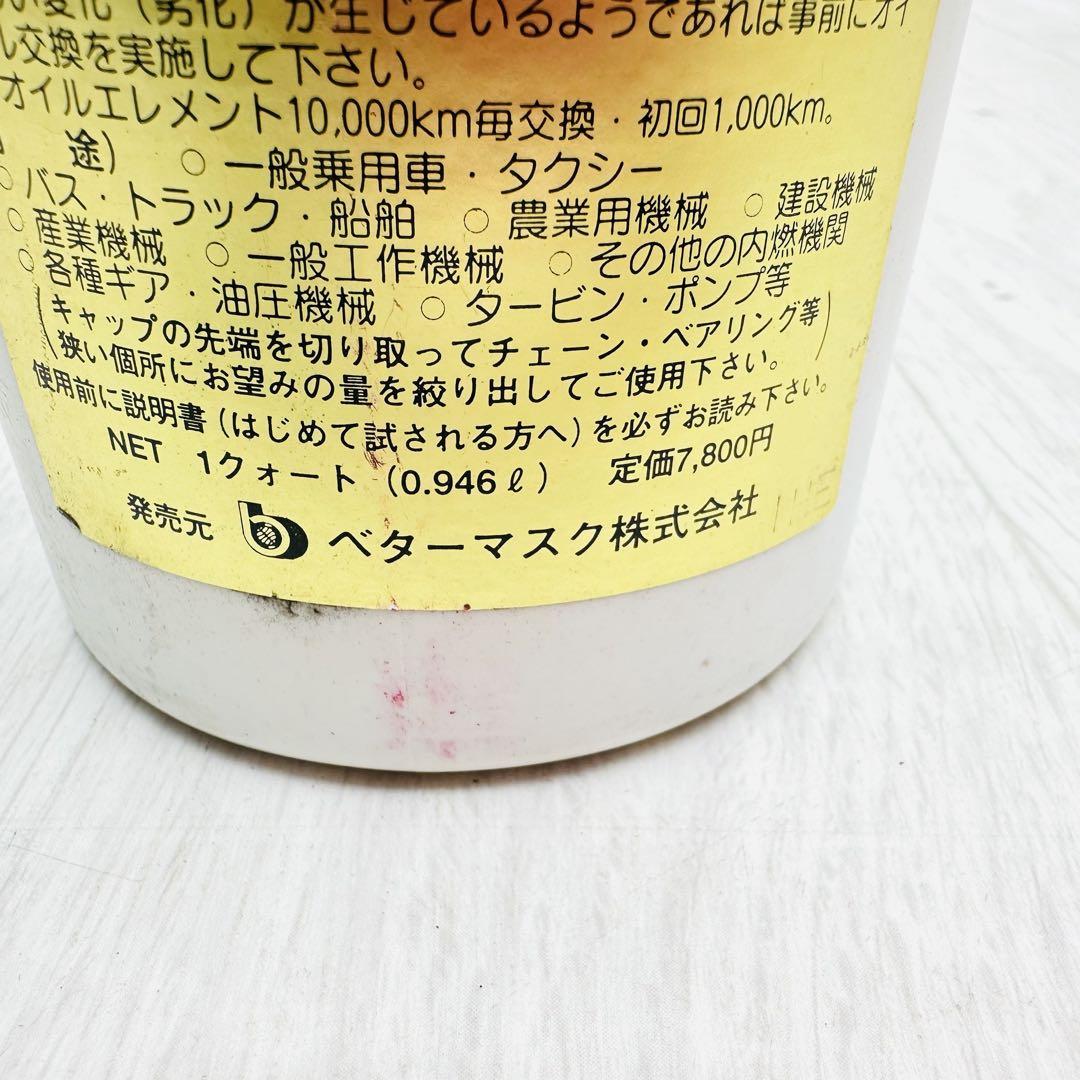 い変化(劣化)が生じているようであれば事前にオイ
ル交換を実施して下さい。
オイルエレメント10,000km毎交換・初回1,000km。
途) ○ 一般乗用車・タクシー
○ バス・トラック・船舶 ○ 農業用機械 ○ 建設機械
○ 産業機械 ○ 一般工作機械 ○ その他の内燃機関
○ 各種ギア・油圧機械 ○ タービン・ポンプ等
(キャップの先端を切り取ってチェーン・ベアリング等
狭い個所にお望みの量を絞り出してご使用下さい。)
使用前に説明書(はじめて試される方へ)を必ずお読み下さい。
NET 1クォート (0.946ℓ) 定価7,800円
発売元 b ベターマスク株式会社